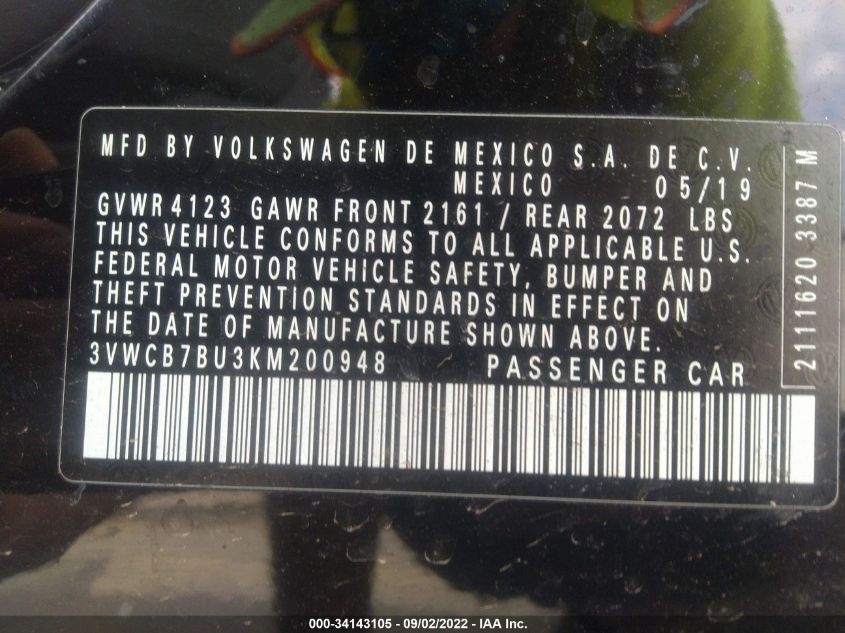 MFD BY VOLKSWAGEN DE MEXICO S.A. DE C.V.
MEXICO 05/19
GVWR 4123 GAWR FRONT 2161 / REAR 2072 LBS
THIS VEHICLE CONFORMS TO ALL APPLICABLE U.S.
FEDERAL MOTOR VEHICLE SAFETY, BUMPER AND
THEFT PREVENTION STANDARDS IN EFFECT ON
THE DATE OF MANUFACTURE SHOWN ABOVE.
3VWCB7BU3KM200948 PASSENGER CAR
2111620 3387 M
000-34143105 - 09/02/2022 - IAA Inc.